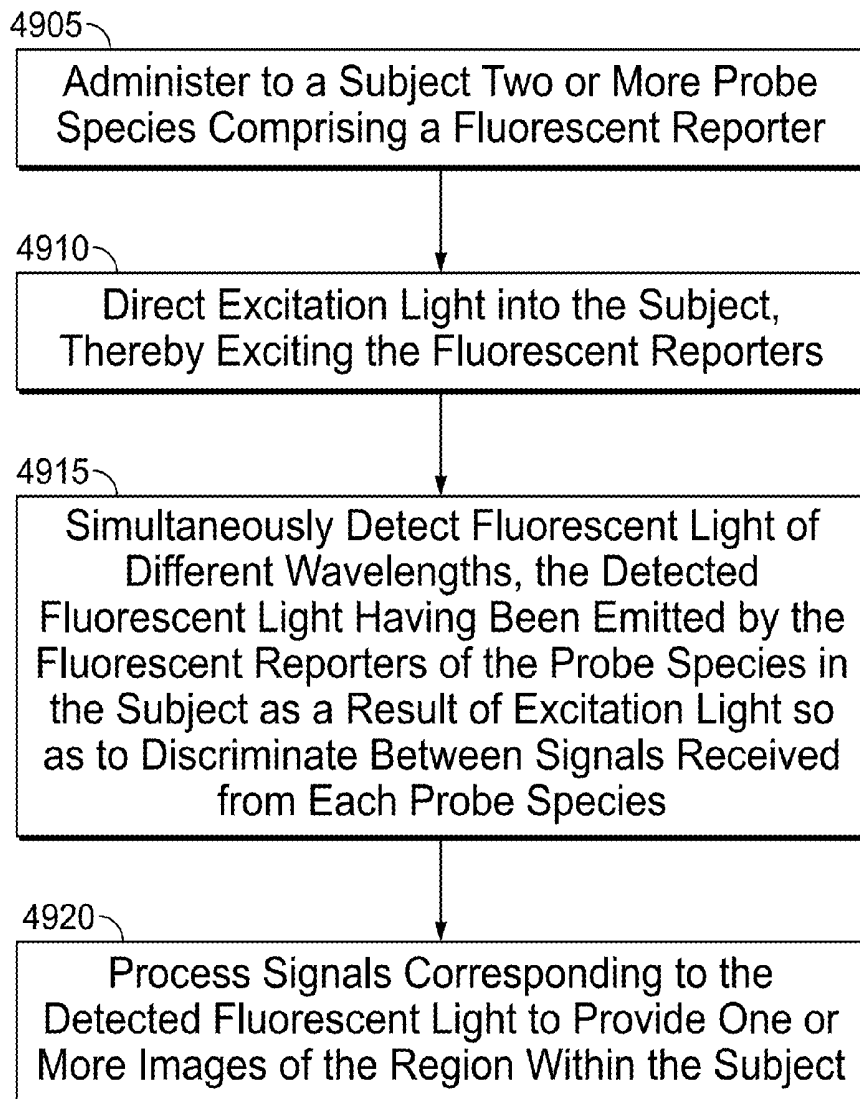 4905
Administer to a Subject Two or More Probe
Species Comprising a Fluorescent Reporter
4910
Direct Excitation Light into the Subject,
Thereby Exciting the Fluorescent Reporters
4915
Simultaneously Detect Fluorescent Light of
Different Wavelengths, the Detected
Fluorescent Light Having Been Emitted by the
Fluorescent Reporters of the Probe Species in
the Subject as a Result of Excitation Light so
as to Discriminate Between Signals Received
from Each Probe Species
4920
Process Signals Corresponding to the
Detected Fluorescent Light to Provide One or
More Images of the Region Within the Subject